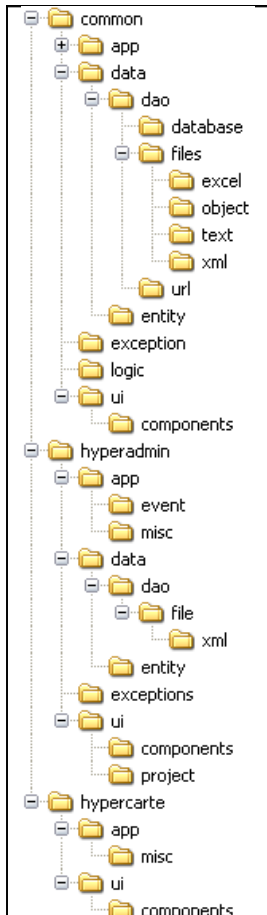 common
app
data
dao
database
files
excel
object
text
xml
url
entity
exception
logic
ui
components
hyperadmin
app
event
misc
data
dao
file
xml
entity
exceptions
ui
components
project
hypercarte
app
misc
ui
components